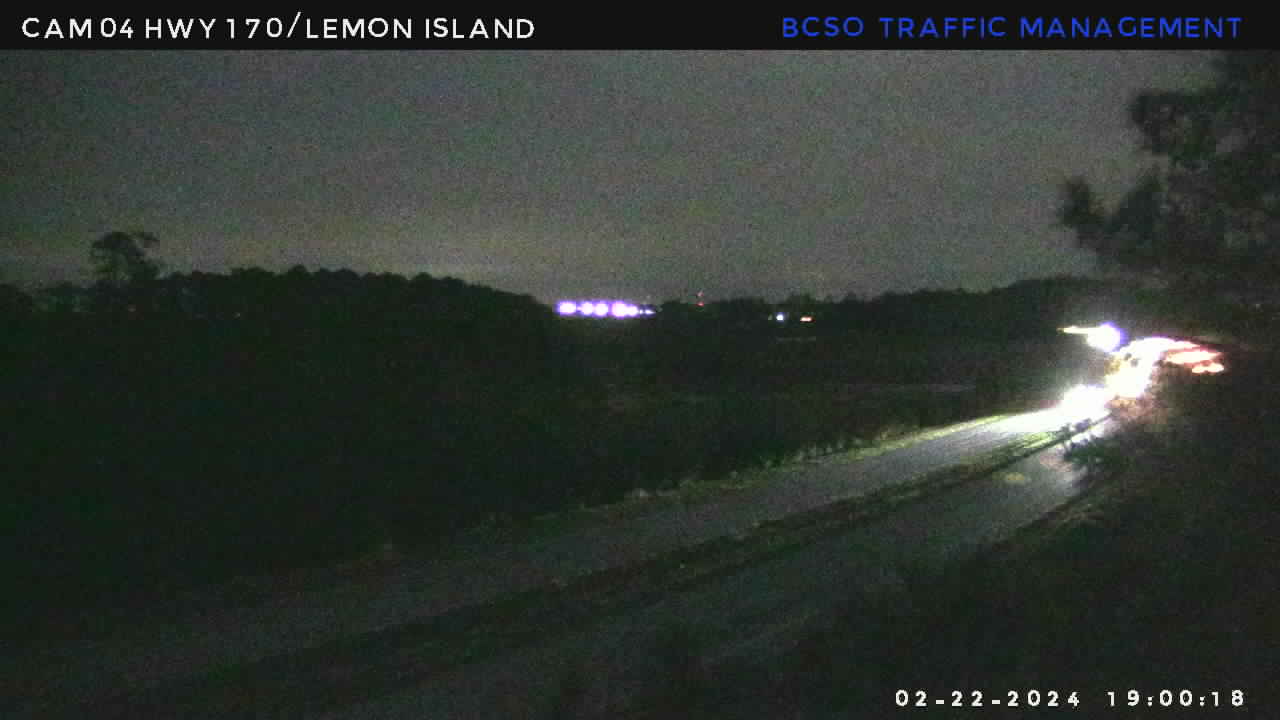 CAM04 HWY 170/LEMON ISLAND
BCSO TRAFFIC MANAGEMENT
02-22-2024 19:00:18